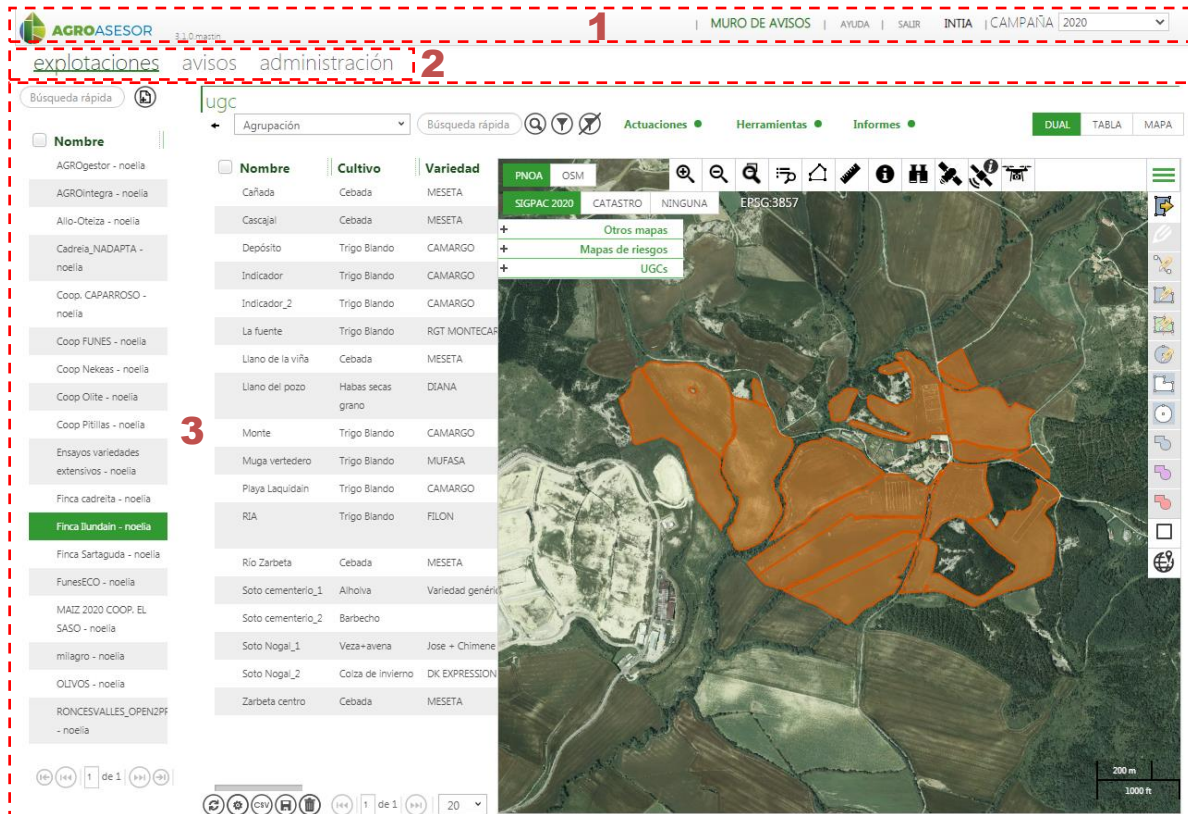 AGROASESOR
3.1.0.mastin
1
| MURO DE AVISOS | AYUDA | SALIR INTIA | CAMPAÑA 2020
explotaciones avisos administración
2
Búsqueda rápida
ugc
Agrupación
Búsqueda rápida
Actuaciones
Herramientas
Informes
DUAL TABLA MAPA
Nombre
AGROgestor - noelia
AGROintegra - noelia
Allo-Oteiza - noelia
Cadreia_NADAPTA -
noelia
Coop. CAPARROSO -
noelia
Coop FUNES - noelia
Coop Nekeas - noelia
Coop Olite - noelia
Coop Pitillas - noelia
Ensayos variedades
extensivos - noelia
Finca cadreita - noelia
Finca Ilundain - noelia
Finca Sartaguda - noelia
FunesECO - noelia
MAIZ 2020 COOP. EL
SASO - noelia
milagro - noelia
OLIVOS - noelia
RONCESVALLES_OPEN2PR
- noelia
1 de 1
3
Nombre Cultivo Variedad
Cañada Cebada MESETA
Cascajal Cebada MESETA
Depósito Trigo Blando CAMARGO
Indicador Trigo Blando CAMARGO
Indicador_2 Trigo Blando CAMARGO
La fuente Trigo Blando RGT MONTECAR
Llano de la viña Cebada MESETA
Llano del pozo Habas secas DIANA
grano
Monte Trigo Blando CAMARGO
Muga vertedero Trigo Blando MUFASA
Playa Laquidain Trigo Blando CAMARGO
RIA Trigo Blando FILON
Río Zarbeta Cebada MESETA
Soto cementerio_1 Alholva Variedad genéric
Soto cementerio_2 Barbecho
Soto Nogal_1 Veza+avena Jose + Chimene
Soto Nogal_2 Colza de invierno DK EXPRESSION
Zarbeta centro Cebada MESETA
CSV
1 de 1
20
PNOA OSM
SIGPAC 2020 CATASTRO NINGUNA EPSG:3857
+ Otros mapas
+ Mapas de riesgos
+ UGCs
200 m
1000 ft